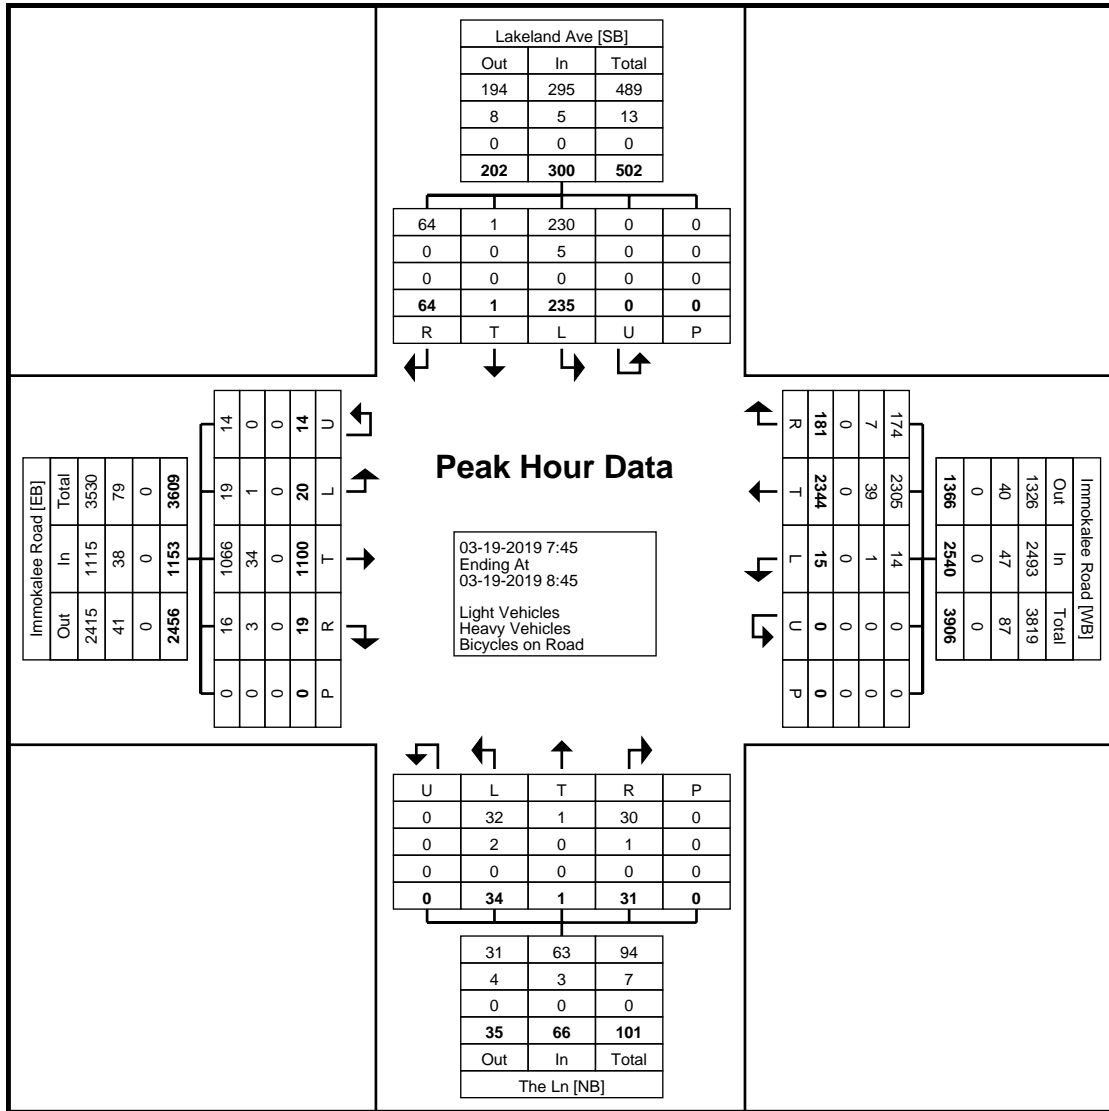 Lakeland Ave [SB]
Out In Total
194 295 489
8 5 13
0 0 0
202 300 502
64 1 230 0 0
0 0 5 0 0
0 0 0 0 0
64 1 235 0 0
R T L U P
Immokalee Road [EB]
Total 3530 79 0 3609
In 1115 38 0 1153
Out 2415 41 0 2456
14 0 0 14 U
19 1 0 20 L
1066 34 0 1100 T
16 3 0 19 R
0 0 0 0 P
Peak Hour Data
03-19-2019 7:45
Ending At
03-19-2019 8:45
Light Vehicles
Heavy Vehicles
Bicycles on Road
R 181 0 7 174
T 2344 0 39 2305
L 15 0 1 14
U 0 0 0 0
P 0 0 0 0
Immokalee Road [WB]
Out In Total
1326 2493 3819
40 47 87
0 0 0
1366 2540 3906
U L T R P
0 32 1 30 0
0 2 0 1 0
0 0 0 0 0
0 34 1 31 0
31 63 94
4 3 7
0 0 0
35 66 101
Out In Total
The Ln [NB]